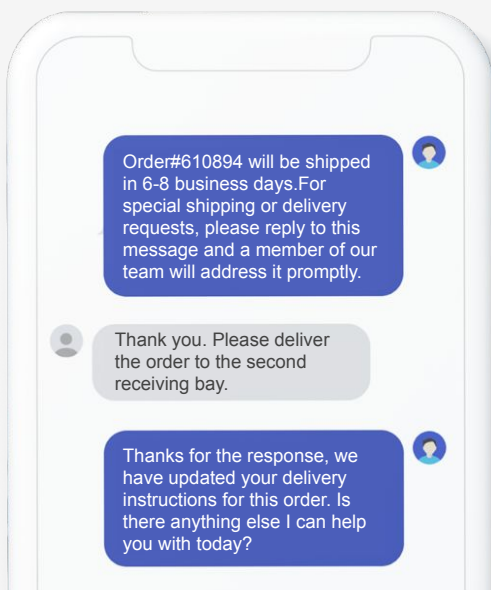 Order#610894 will be shipped
in 6-8 business days.For
special shipping or delivery
requests, please reply to this
message and a member of our
team will address it promptly.
Thank you. Please deliver
the order to the second
receiving bay.
Thanks for the response, we
have updated your delivery
instructions for this order. Is
there anything else I can help
you with today?